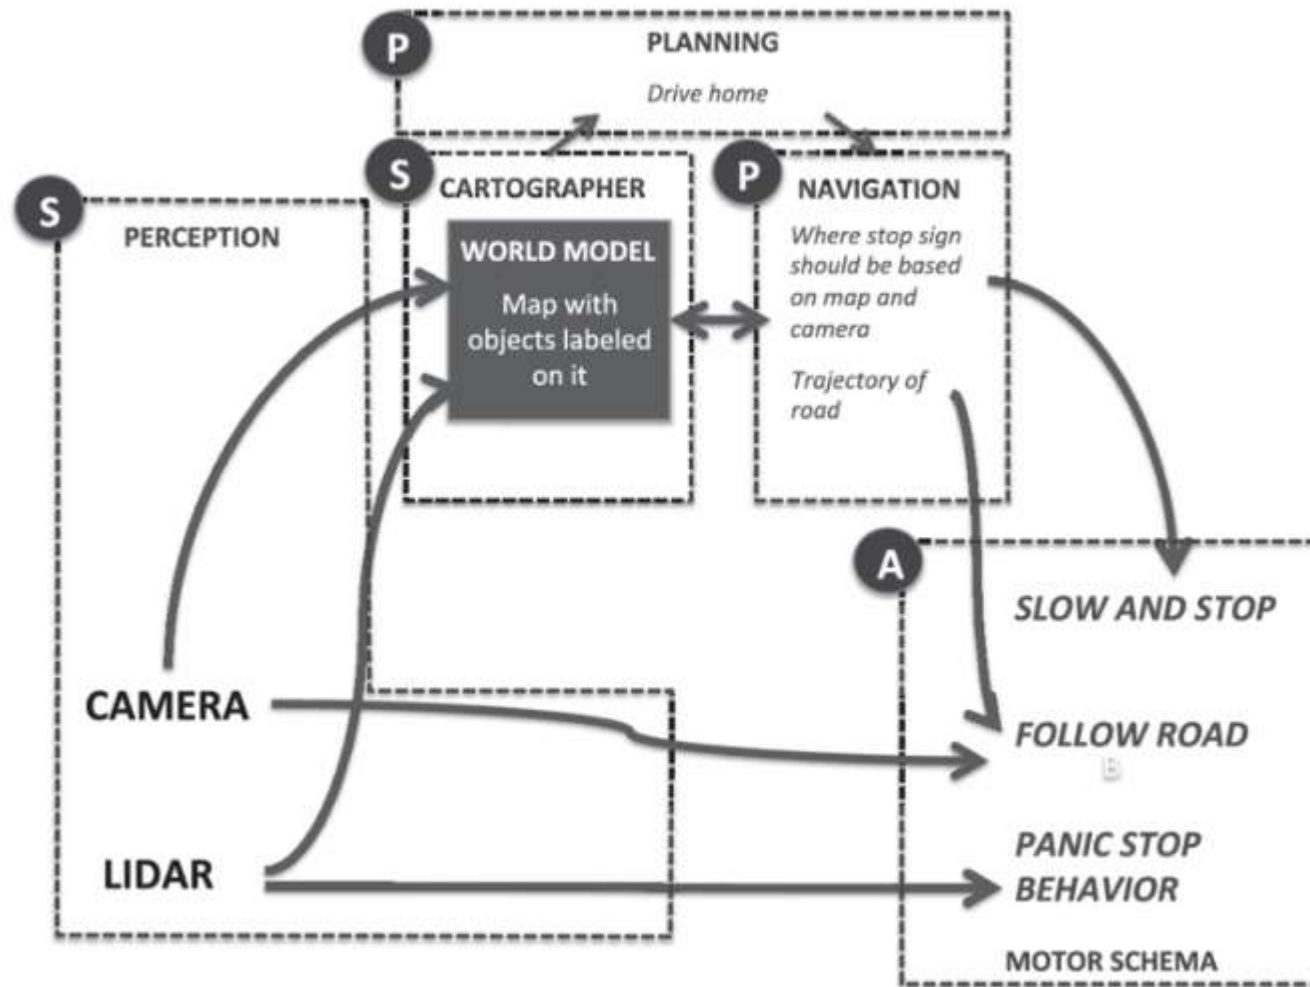 P
PLANNING
Drive home
S
CARTOGRAPHER
WORLD MODEL
Map with
objects labeled
on it
P
NAVIGATION
Where stop sign
should be based
on map and
camera
Trajectory of
road
S
PERCEPTION
CAMERA
LIDAR
A
SLOW AND STOP
FOLLOW ROAD
B
PANIC STOP
BEHAVIOR
MOTOR SCHEMA